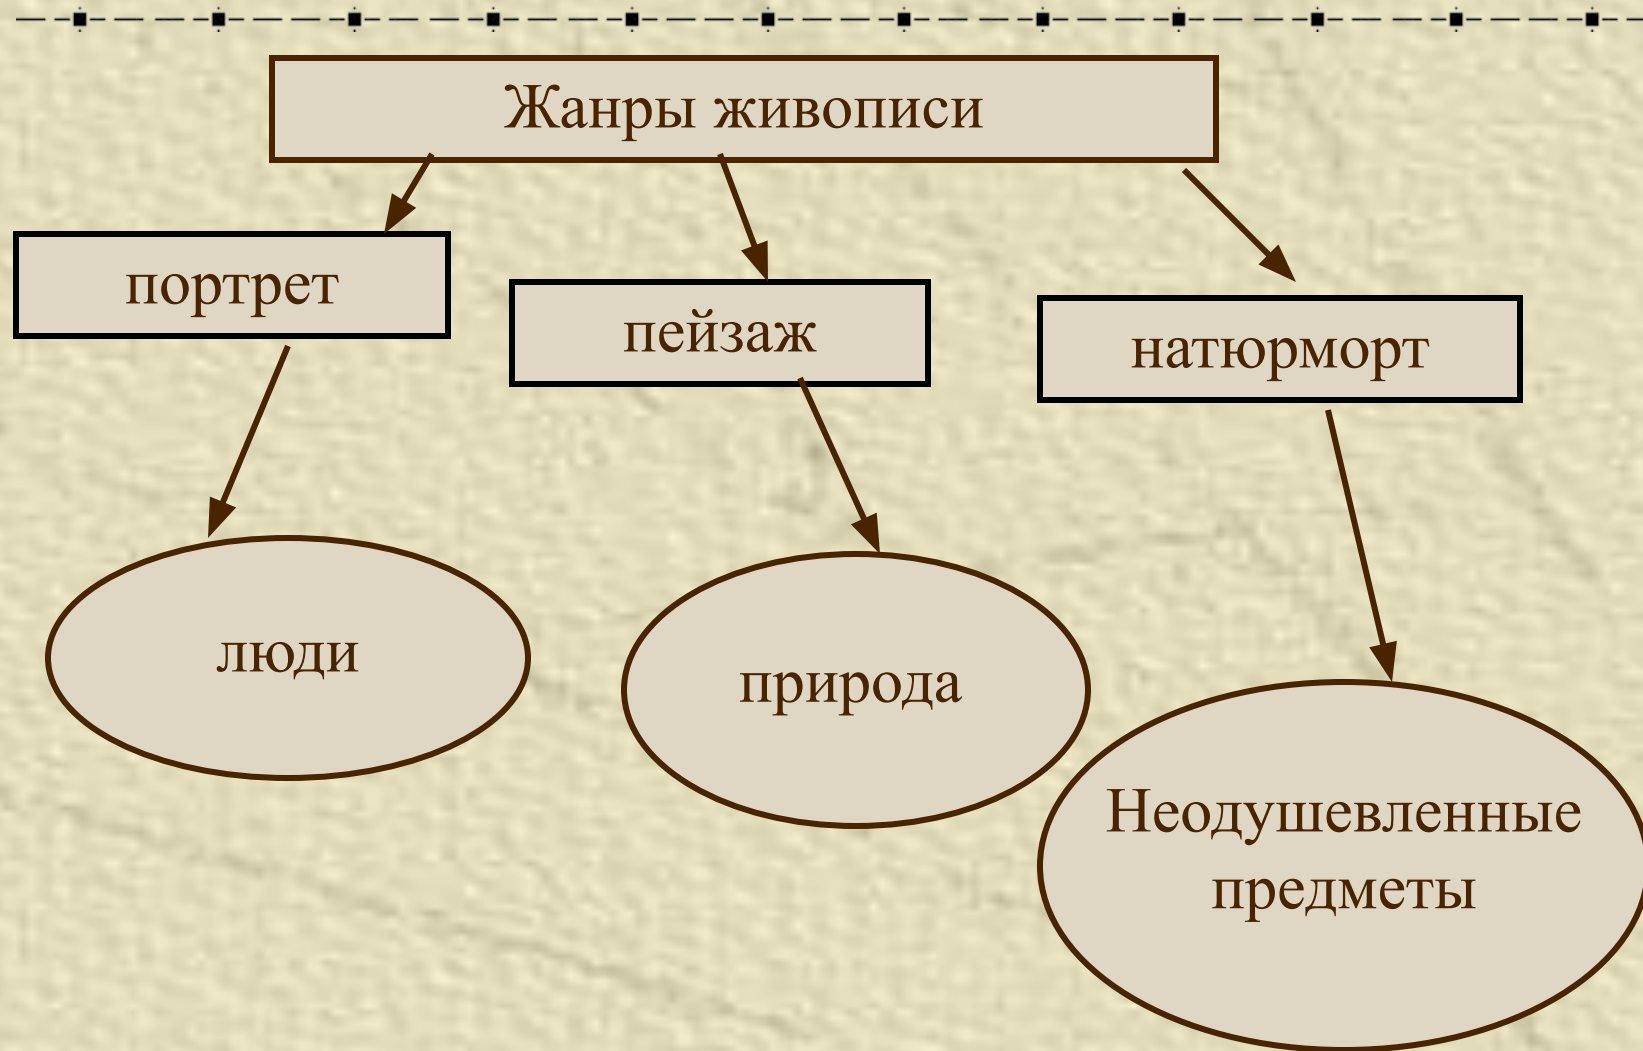 Жанры живописи
портрет
пейзаж
натюрморт
люди
природа
Неодушевленные
предметы